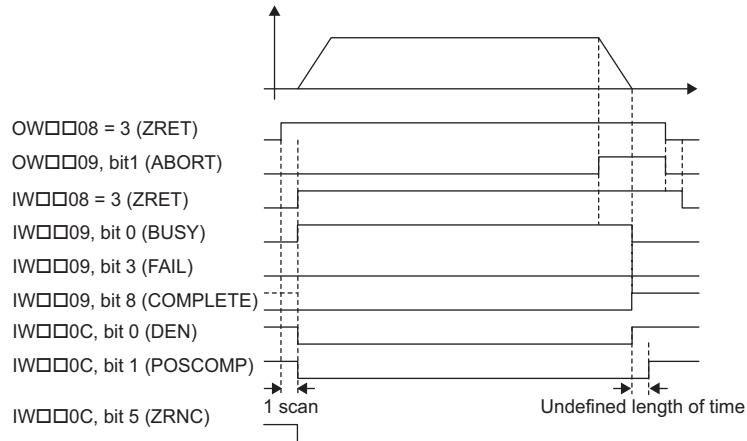 OW□□08 = 3 (ZRET)
OW□□09, bit1 (ABORT)
IW□□08 = 3 (ZRET)
IW□□09, bit 0 (BUSY)
IW□□09, bit 3 (FAIL)
IW□□09, bit 8 (COMPLETE)
IW□□0C, bit 0 (DEN)
IW□□0C, bit 1 (POSCOMP)
1 scan
Undefined length of time
IW□□0C, bit 5 (ZRNC)